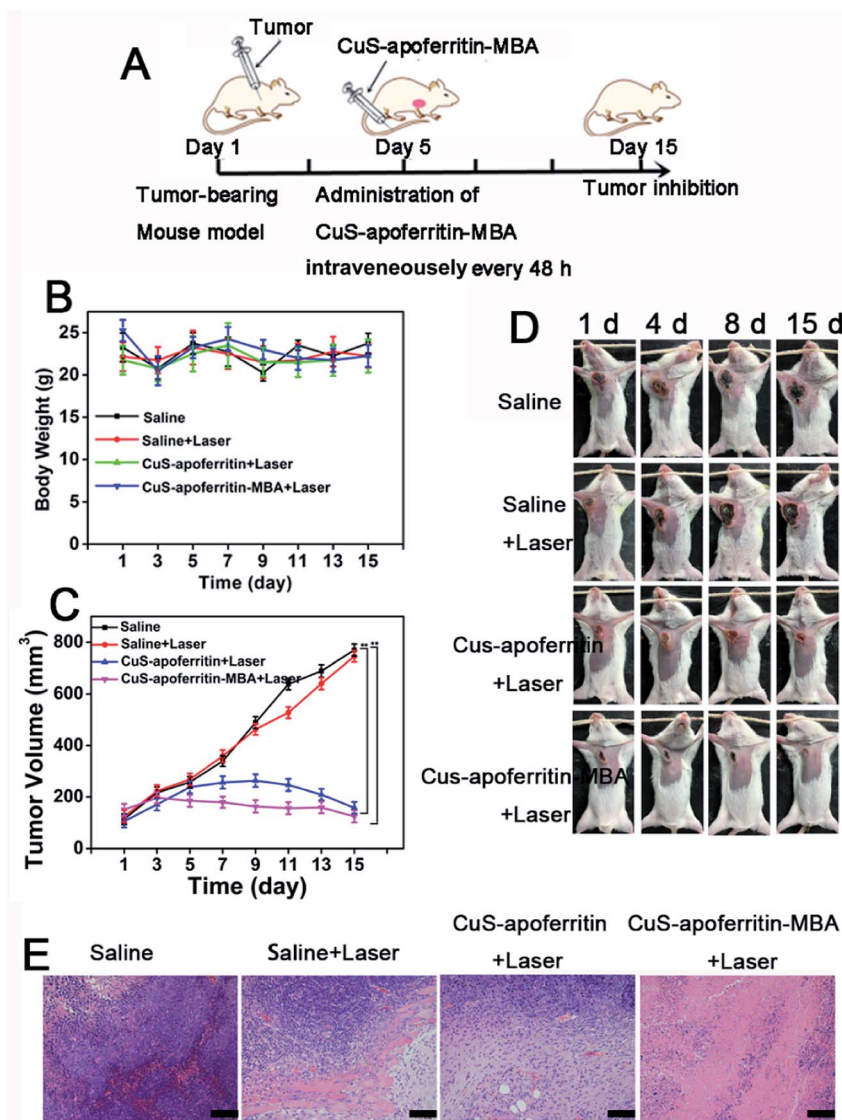 A
Tumor
CuS-apoferritin-MBA
Day 1
Day 5
Day 15
Tumor-bearing
Mouse model
Administration of
CuS-apoferritin-MBA
intraveneousely every 48 h
Tumor inhibition
B
Body Weight (g)
25
20
15
10
5
0
Saline
Saline+Laser
CuS-apoferritin+Laser
CuS-apoferritin-MBA+Laser
1 3 5 7 9 11 13 15
Time (day)
C
Tumor Volume (mm³)
800
600
400
200
0
Saline
Saline+Laser
CuS-apoferritin+Laser
CuS-apoferritin-MBA+Laser
** **
1 3 5 7 9 11 13 15
Time (day)
D
1 d 4 d 8 d 15 d
Saline
Saline
+Laser
Cus-apoferritin
+Laser
Cus-apoferritin-MBA
+Laser
E
Saline
Saline+Laser
CuS-apoferritin
+Laser
CuS-apoferritin-MBA
+Laser